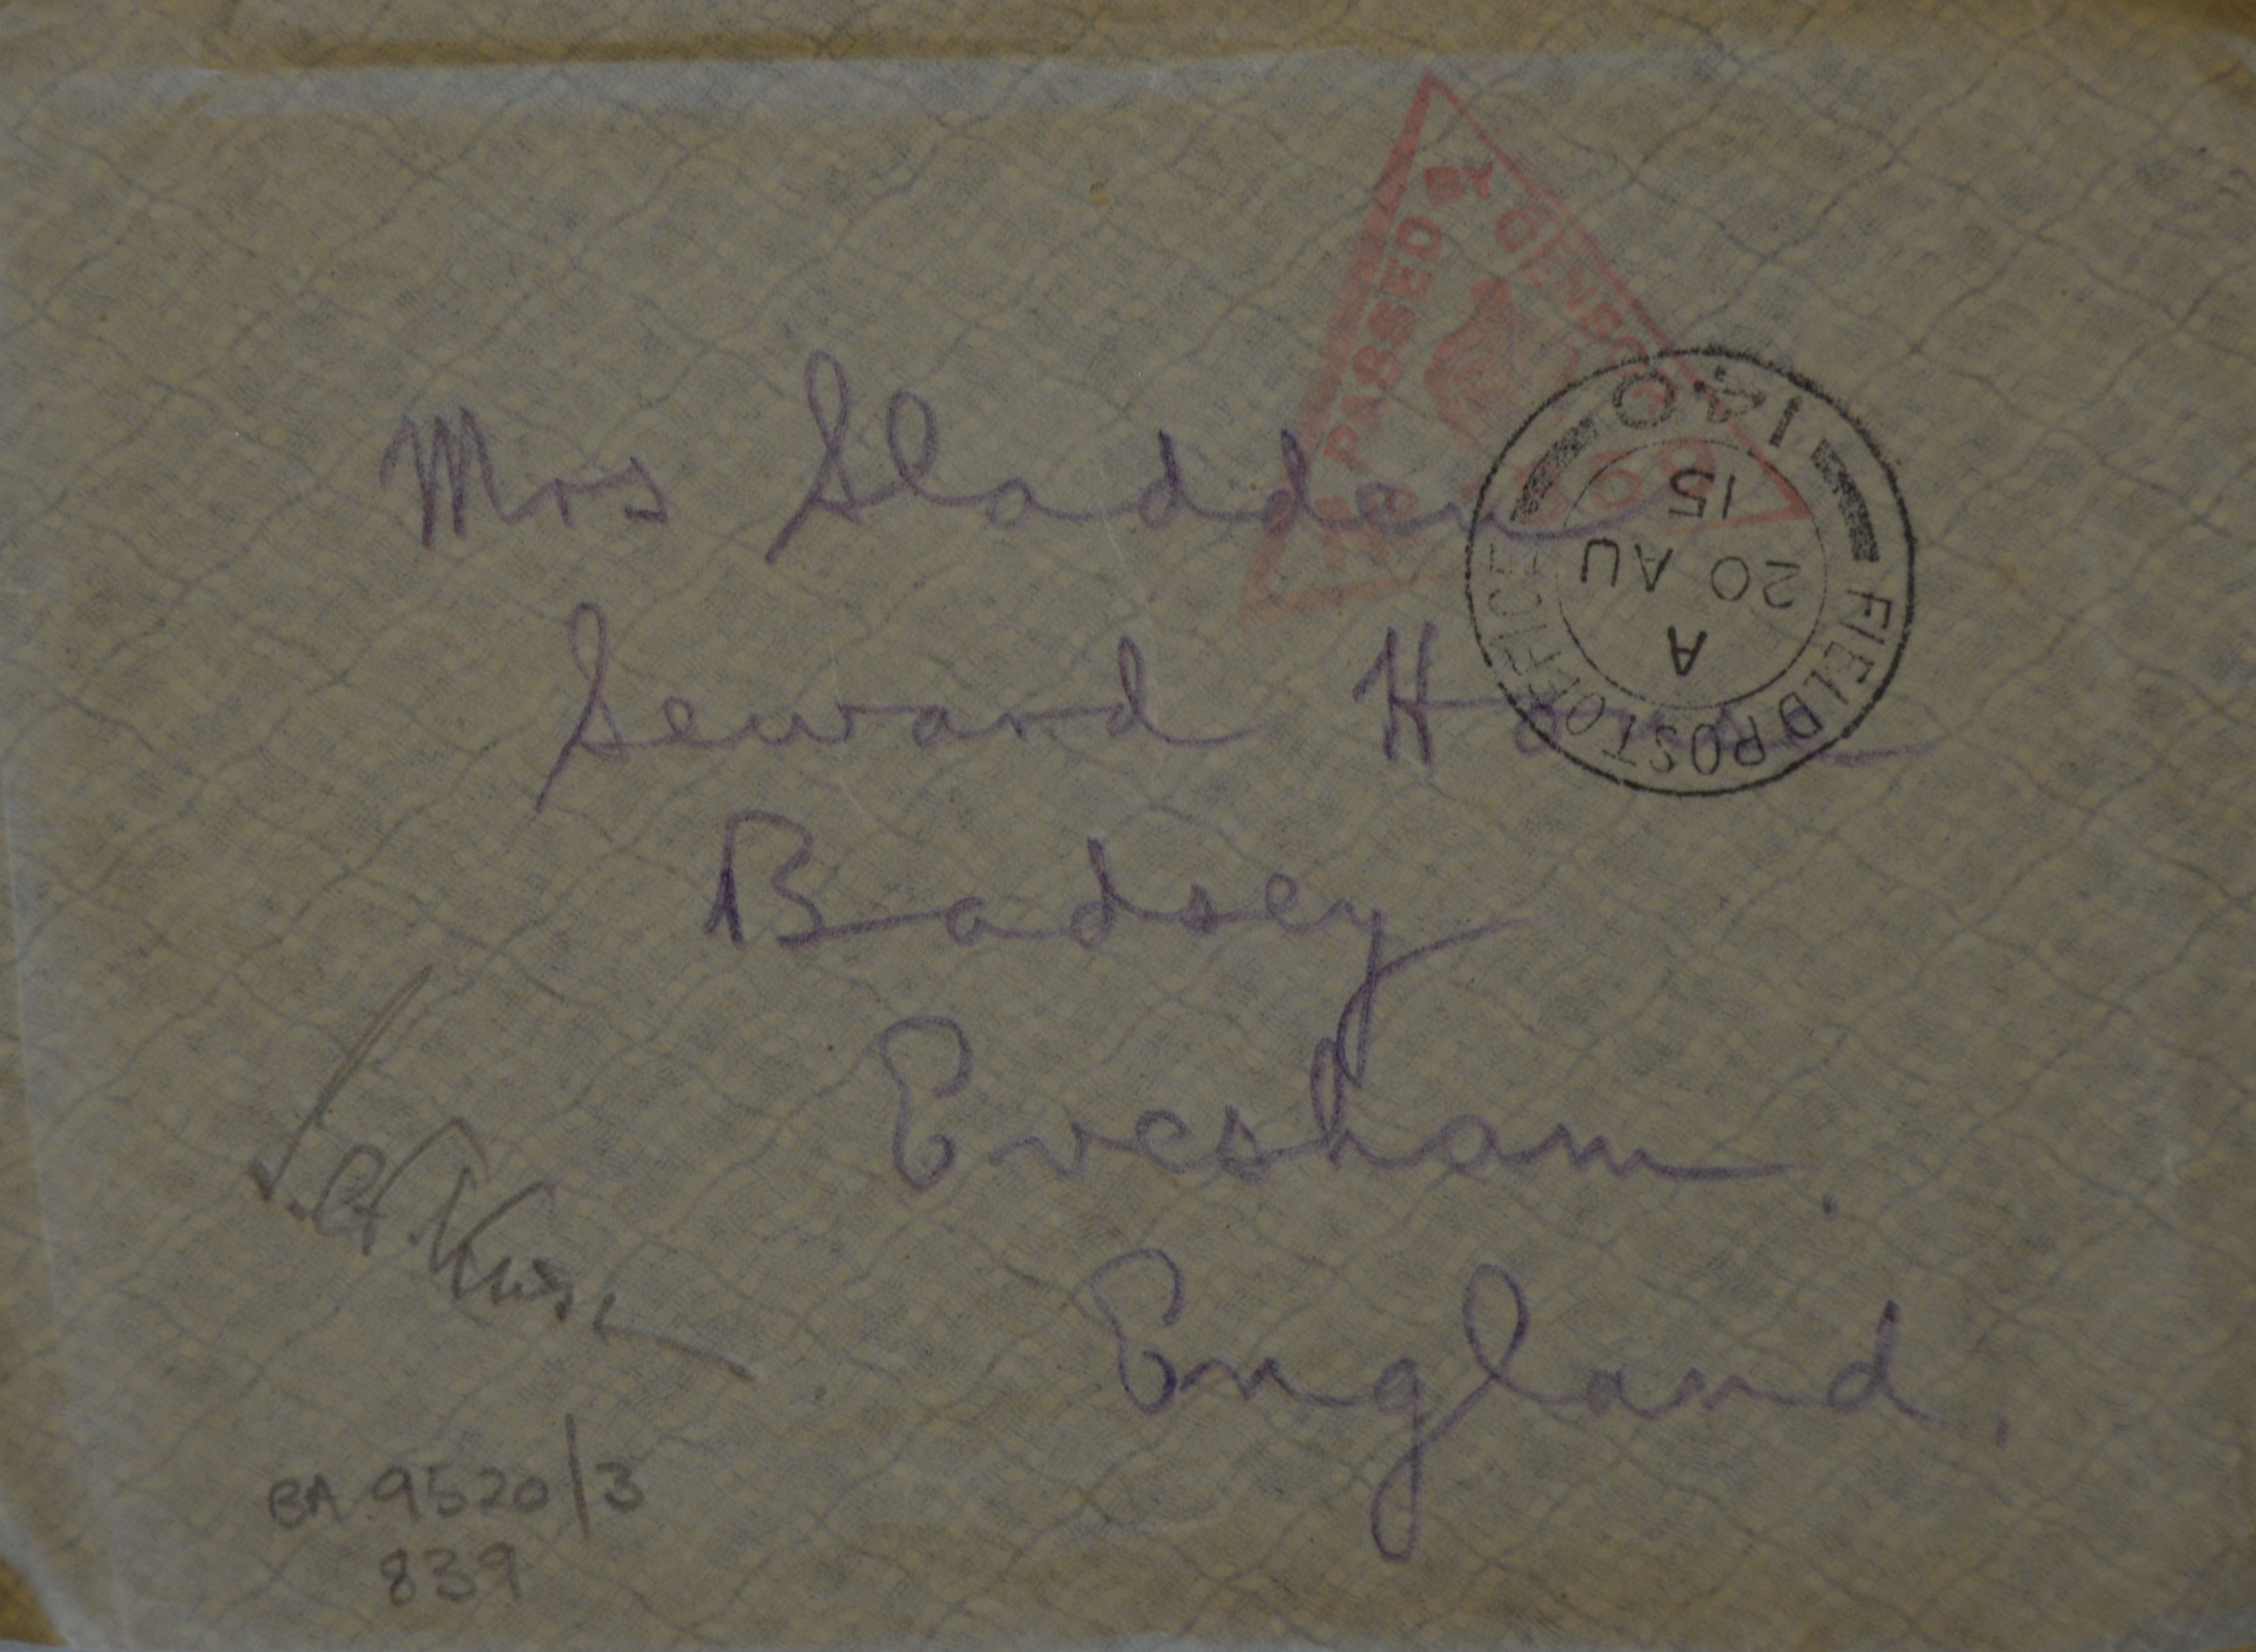 PASSED BY CENSOR
140
15
20 AU
A
FIELD POST OFFICE
Mrs Sladden
Seward House
Badsey
Evesham.
England.
BA 9520/3
839